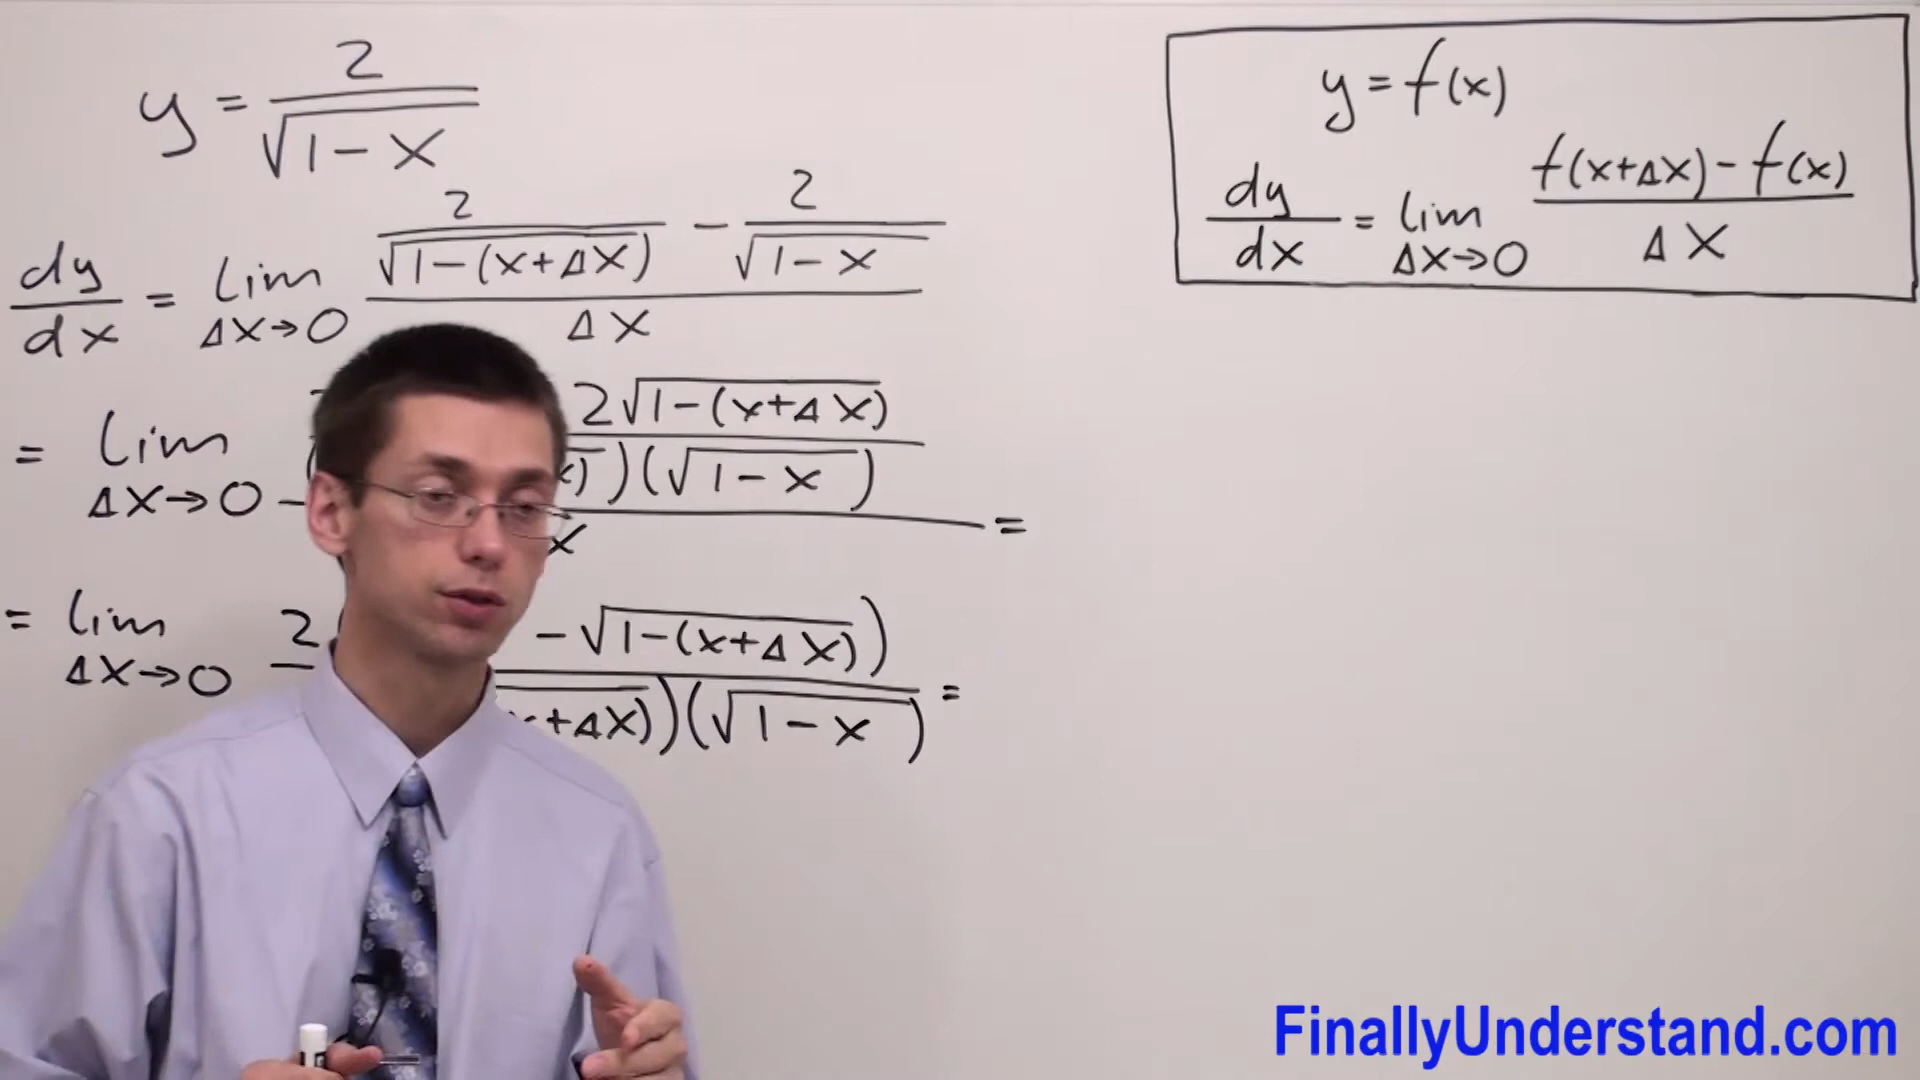 y = 2/√(1-x)
dy/dx = lim Δx→0 (2/√(1-(x+Δx)) - 2/√(1-x))/Δx
= lim Δx→0 2√(1-(x+Δx)) / )(√(1-x)) / x =
= lim Δx→0 2 -√(1-(x+Δx))) / +Δx))(√(1-x)) =
y = f(x)
dy/dx = lim Δx→0 (f(x+Δx) - f(x))/Δx
FinallyUnderstand.com